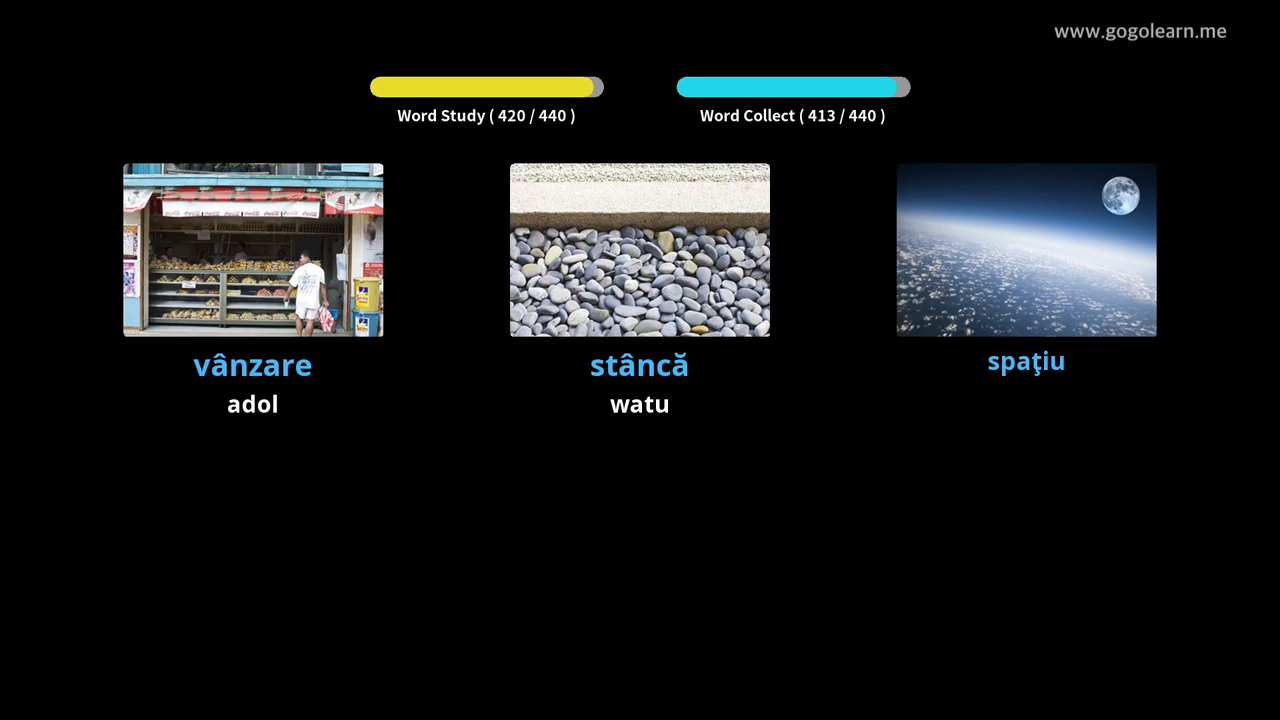 www.gogolearn.me
Word Study ( 420 / 440 )
Word Collect ( 413 / 440 )
vânzare
stâncă
spaţiu
adol
watu